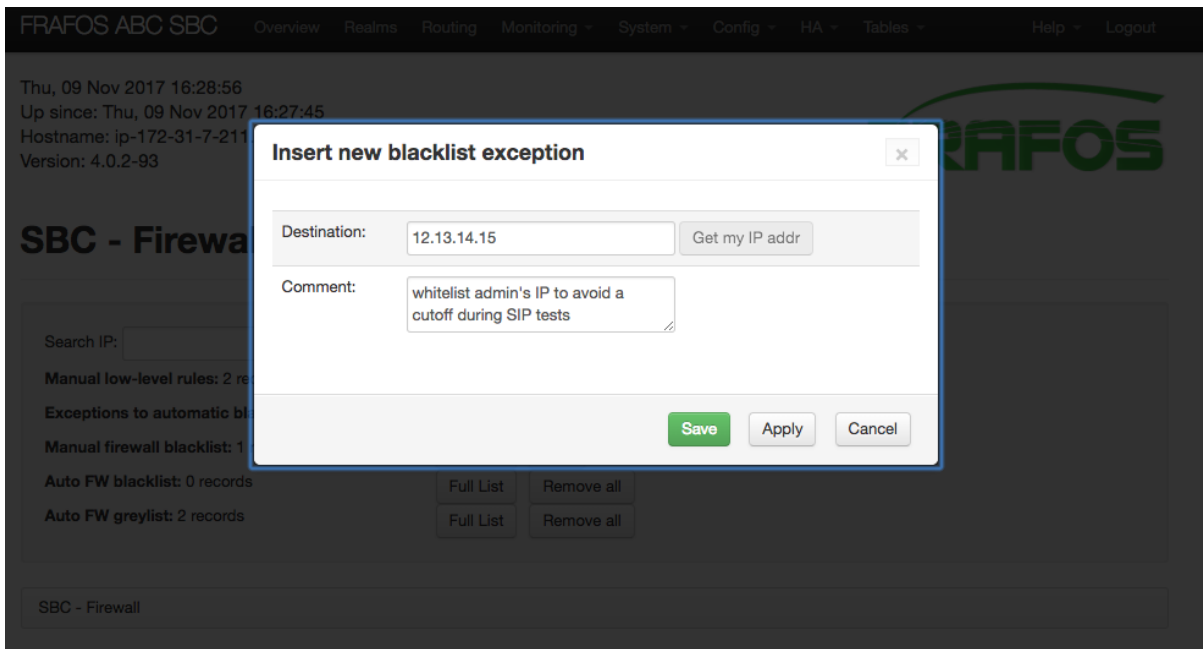 FRAFOS ABC SBC Overview Realms Routing Monitoring System Config HA Tables Help Logout
Thu, 09 Nov 2017 16:28:56
Up since: Thu, 09 Nov 2017 16:27:45
Hostname: ip-172-31-7-211
Version: 4.0.2-93
FRAFOS
Insert new blacklist exception
×
Destination: 12.13.14.15 Get my IP addr
Comment: whitelist admin's IP to avoid a
cutoff during SIP tests
Save Apply Cancel
SBC - Firewal
Search IP:
Manual low-level rules: 2 re
Exceptions to automatic bla
Manual firewall blacklist: 1
Auto FW blacklist: 0 records Full List Remove all
Auto FW greylist: 2 records Full List Remove all
SBC - Firewall